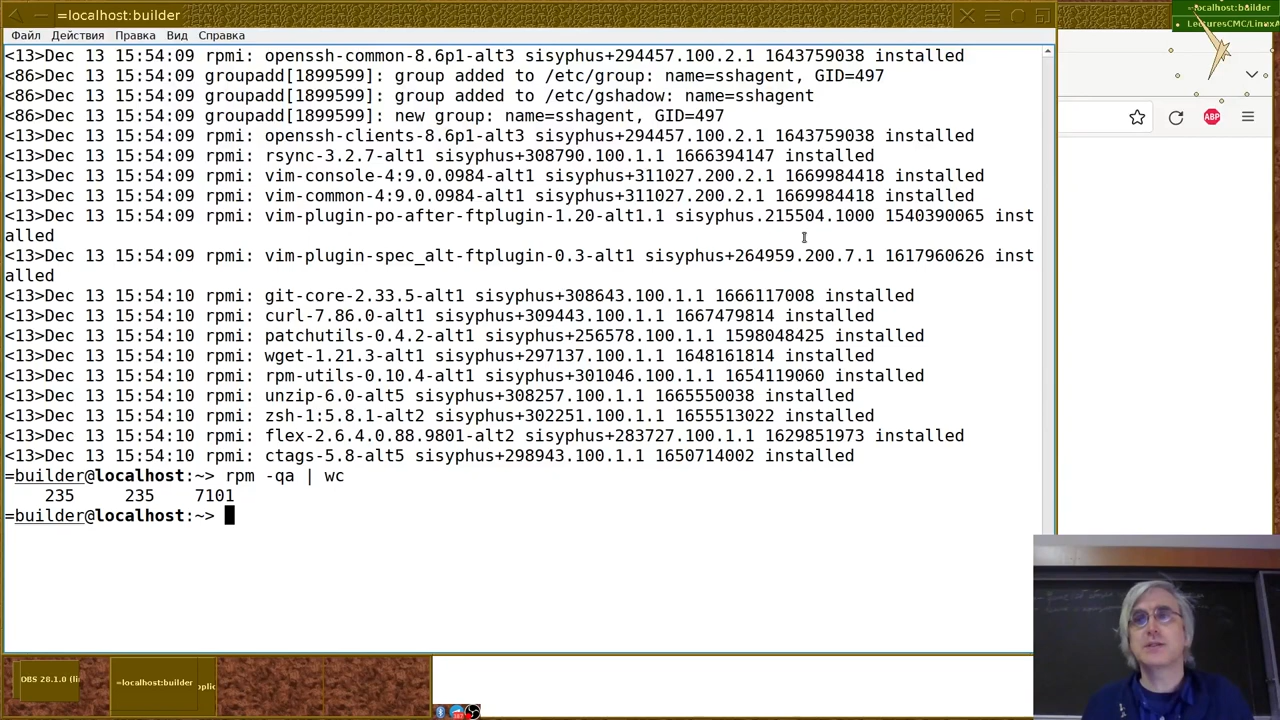 =localhost:builder
Файл Действия Правка Вид Справка
<13>Dec 13 15:54:09 rpmi: openssh-common-8.6p1-alt3 sisyphus+294457.100.2.1 1643759038 installed
<86>Dec 13 15:54:09 groupadd[1899599]: group added to /etc/group: name=sshagent, GID=497
<86>Dec 13 15:54:09 groupadd[1899599]: group added to /etc/gshadow: name=sshagent
<86>Dec 13 15:54:09 groupadd[1899599]: new group: name=sshagent, GID=497
<13>Dec 13 15:54:09 rpmi: openssh-clients-8.6p1-alt3 sisyphus+294457.100.2.1 1643759038 installed
<13>Dec 13 15:54:09 rpmi: rsync-3.2.7-alt1 sisyphus+308790.100.1.1 1666394147 installed
<13>Dec 13 15:54:09 rpmi: vim-console-4:9.0.0984-alt1 sisyphus+311027.200.2.1 1669984418 installed
<13>Dec 13 15:54:09 rpmi: vim-common-4:9.0.0984-alt1 sisyphus+311027.200.2.1 1669984418 installed
<13>Dec 13 15:54:09 rpmi: vim-plugin-po-after-ftplugin-1.20-alt1.1 sisyphus.215504.1000 1540390065 inst
alled
<13>Dec 13 15:54:09 rpmi: vim-plugin-spec_alt-ftplugin-0.3-alt1 sisyphus+264959.200.7.1 1617960626 inst
alled
<13>Dec 13 15:54:10 rpmi: git-core-2.33.5-alt1 sisyphus+308643.100.1.1 1666117008 installed
<13>Dec 13 15:54:10 rpmi: curl-7.86.0-alt1 sisyphus+309443.100.1.1 1667479814 installed
<13>Dec 13 15:54:10 rpmi: patchutils-0.4.2-alt1 sisyphus+256578.100.1.1 1598048425 installed
<13>Dec 13 15:54:10 rpmi: wget-1.21.3-alt1 sisyphus+297137.100.1.1 1648161814 installed
<13>Dec 13 15:54:10 rpmi: rpm-utils-0.10.4-alt1 sisyphus+301046.100.1.1 1654119060 installed
<13>Dec 13 15:54:10 rpmi: unzip-6.0-alt5 sisyphus+308257.100.1.1 1665550038 installed
<13>Dec 13 15:54:10 rpmi: zsh-1:5.8.1-alt2 sisyphus+302251.100.1.1 1655513022 installed
<13>Dec 13 15:54:10 rpmi: flex-2.6.4.0.88.9801-alt2 sisyphus+283727.100.1.1 1629851973 installed
<13>Dec 13 15:54:10 rpmi: ctags-5.8-alt5 sisyphus+298943.100.1.1 1650714002 installed
=builder@localhost:~> rpm -qa | wc
235 235 7101
=builder@localhost:~>
=localhost:builder
LecturesCMC/LinuxA
ABP
OBS 28.1.0 (li
=localhost:builder
plic